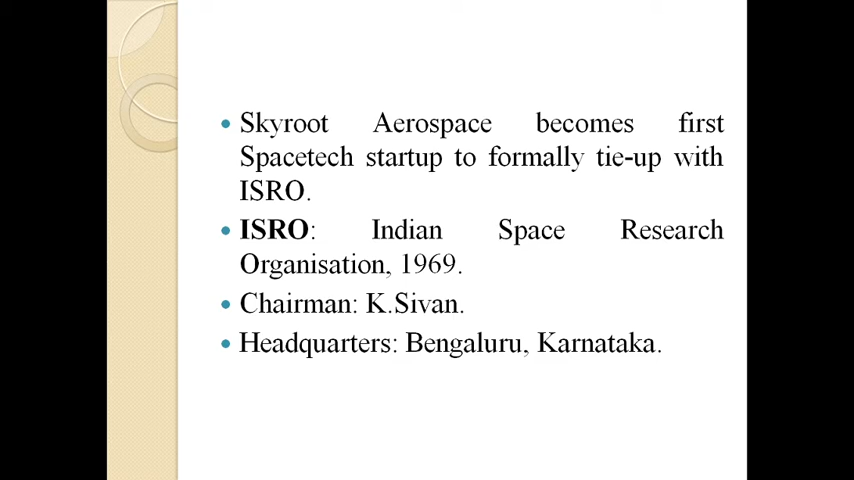 Skyroot Aerospace becomes first
Spacetech startup to formally tie-up with
ISRO.
ISRO: Indian Space Research
Organisation, 1969.
Chairman: K.Sivan.
Headquarters: Bengaluru, Karnataka.